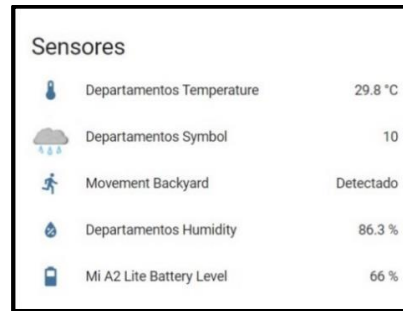 Sensores
Departamentos Temperature 29.8 °C
Departamentos Symbol 10
Movement Backyard Detectado
Departamentos Humidity 86.3 %
Mi A2 Lite Battery Level 66 %